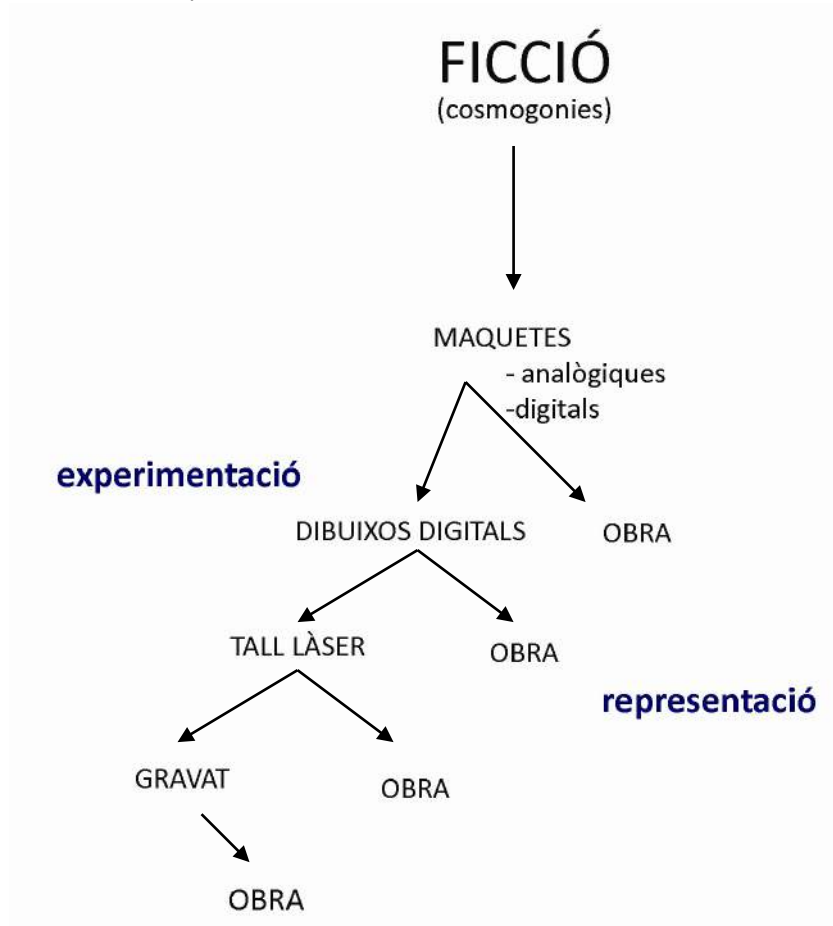 FICCIÓ
(cosmogonies)
MAQUETES
- analògiques
-digitals
experimentació
DIBUIXOS DIGITALS
OBRA
TALL LÀSER
OBRA
representació
GRAVAT
OBRA
OBRA